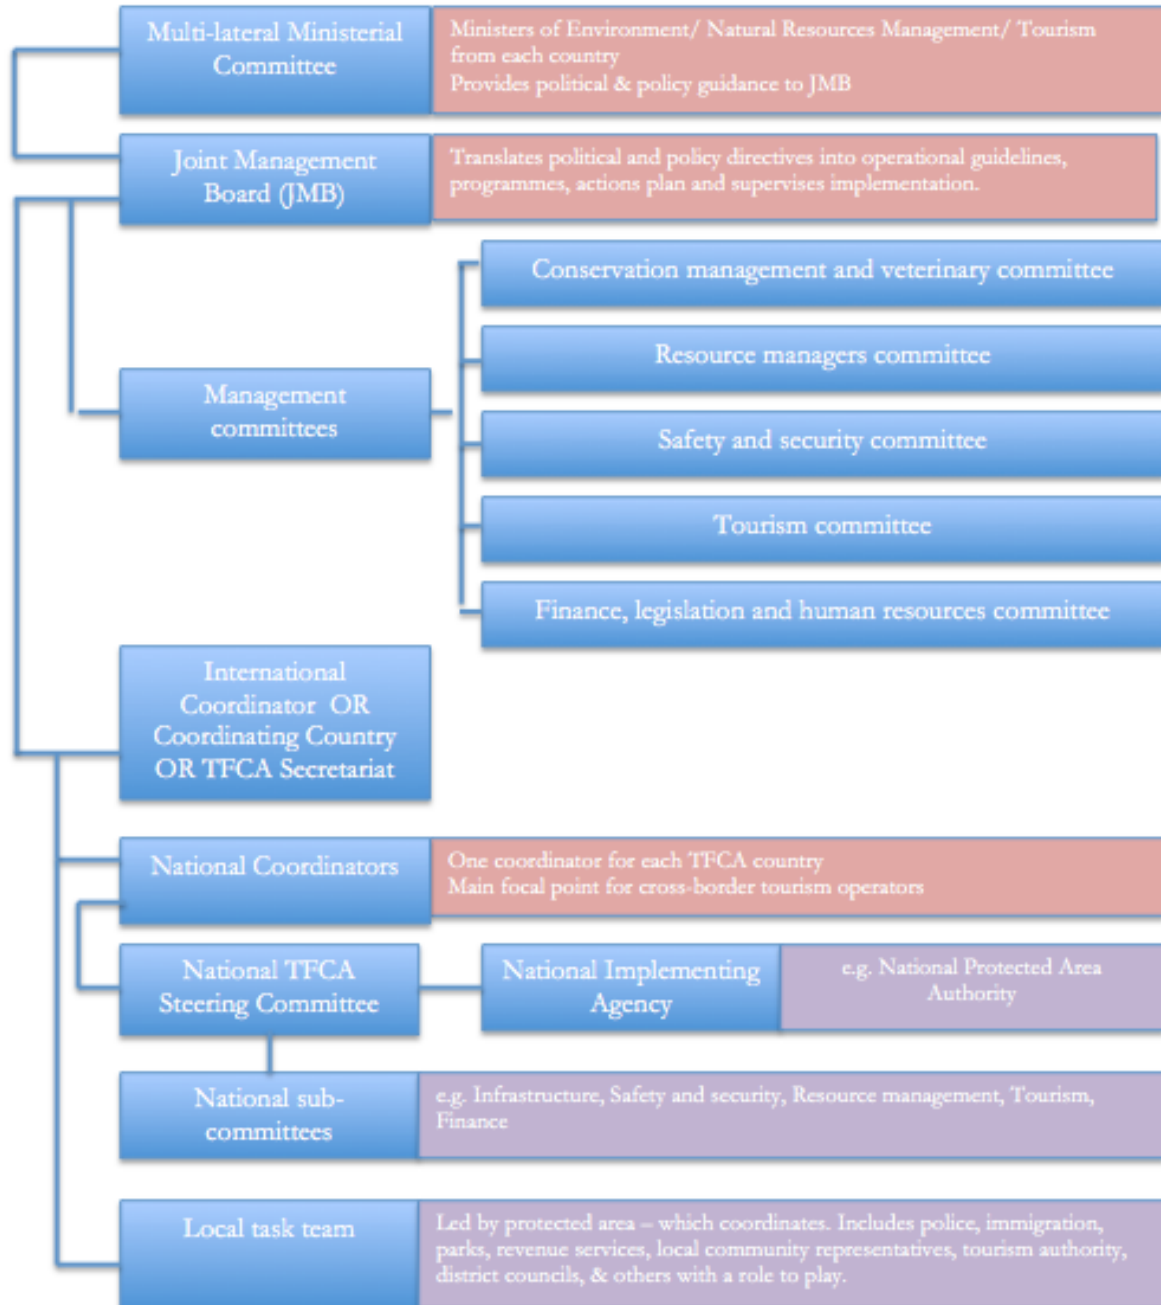 Multi-lateral Ministerial
Committee
Ministers of Environment/ Natural Resources Management/ Tourism
from each country
Provides political & policy guidance to JMB
Joint Management
Board (JMB)
Translates political and policy directives into operational guidelines,
programmes, actions plan and supervises implementation.
Conservation management and veterinary committee
Resource managers committee
Management
committees
Safety and security committee
Tourism committee
Finance, legislation and human resources committee
International
Coordinator OR
Coordinating Country
OR TFCA Secretariat
National Coordinators
One coordinator for each TFCA country
Main focal point for cross-border tourism operators
National TFCA
Steering Committee
National Implementing
Agency
e.g. National Protected Area
Authority
National sub-
committees
e.g. Infrastructure, Safety and security, Resource management, Tourism,
Finance
Local task team
Led by protected area – which coordinates. Includes police, immigration,
parks, revenue services, local community representatives, tourism authority,
district councils, & others with a role to play.